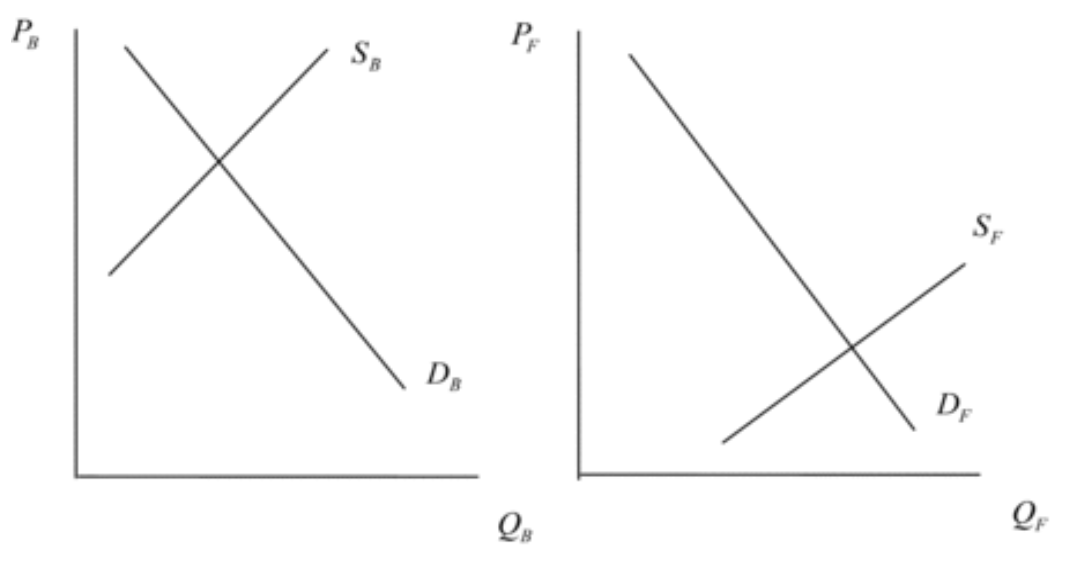 P_B
S_B
D_B
Q_B
P_F
S_F
D_F
Q_F